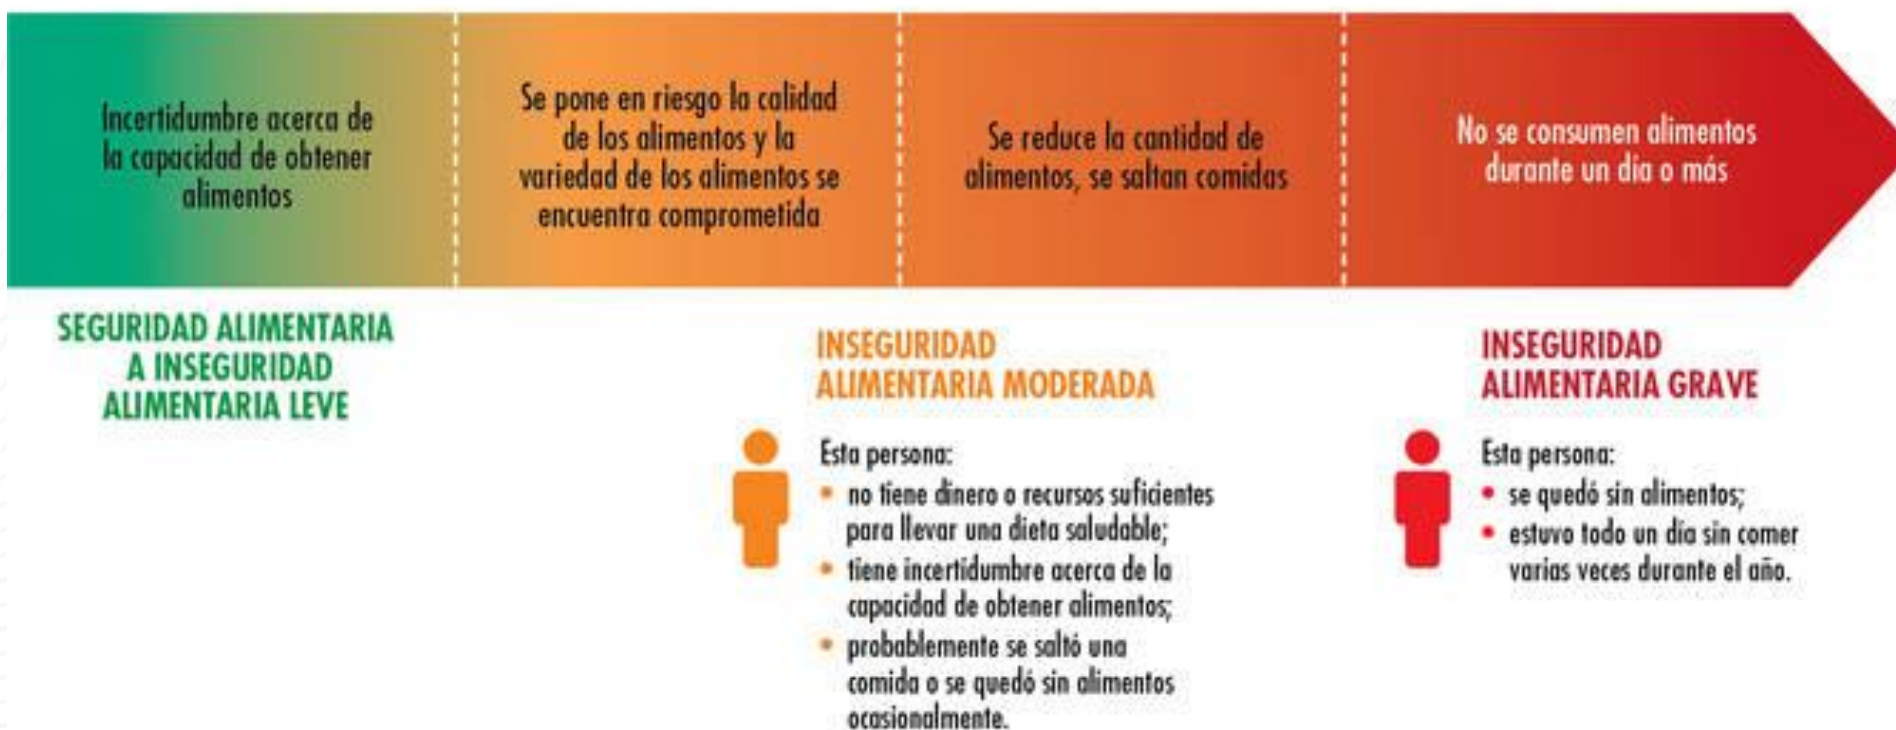 Incertidumbre acerca de
la capacidad de obtener
alimentos
Se pone en riesgo la calidad
de los alimentos y la
variedad de los alimentos se
encuentra comprometida
Se reduce la cantidad de
alimentos, se saltan comidas
No se consumen alimentos
durante un día o más
SEGURIDAD ALIMENTARIA
A INSEGURIDAD
ALIMENTARIA LEVE
INSEGURIDAD
ALIMENTARIA MODERADA
Esta persona:
• no tiene dinero o recursos suficientes
para llevar una dieta saludable;
• tiene incertidumbre acerca de la
capacidad de obtener alimentos;
• probablemente se saltó una
comida o se quedó sin alimentos
ocasionalmente.
INSEGURIDAD
ALIMENTARIA GRAVE
Esta persona:
• se quedó sin alimentos;
• estuvo todo un día sin comer
varias veces durante el año.